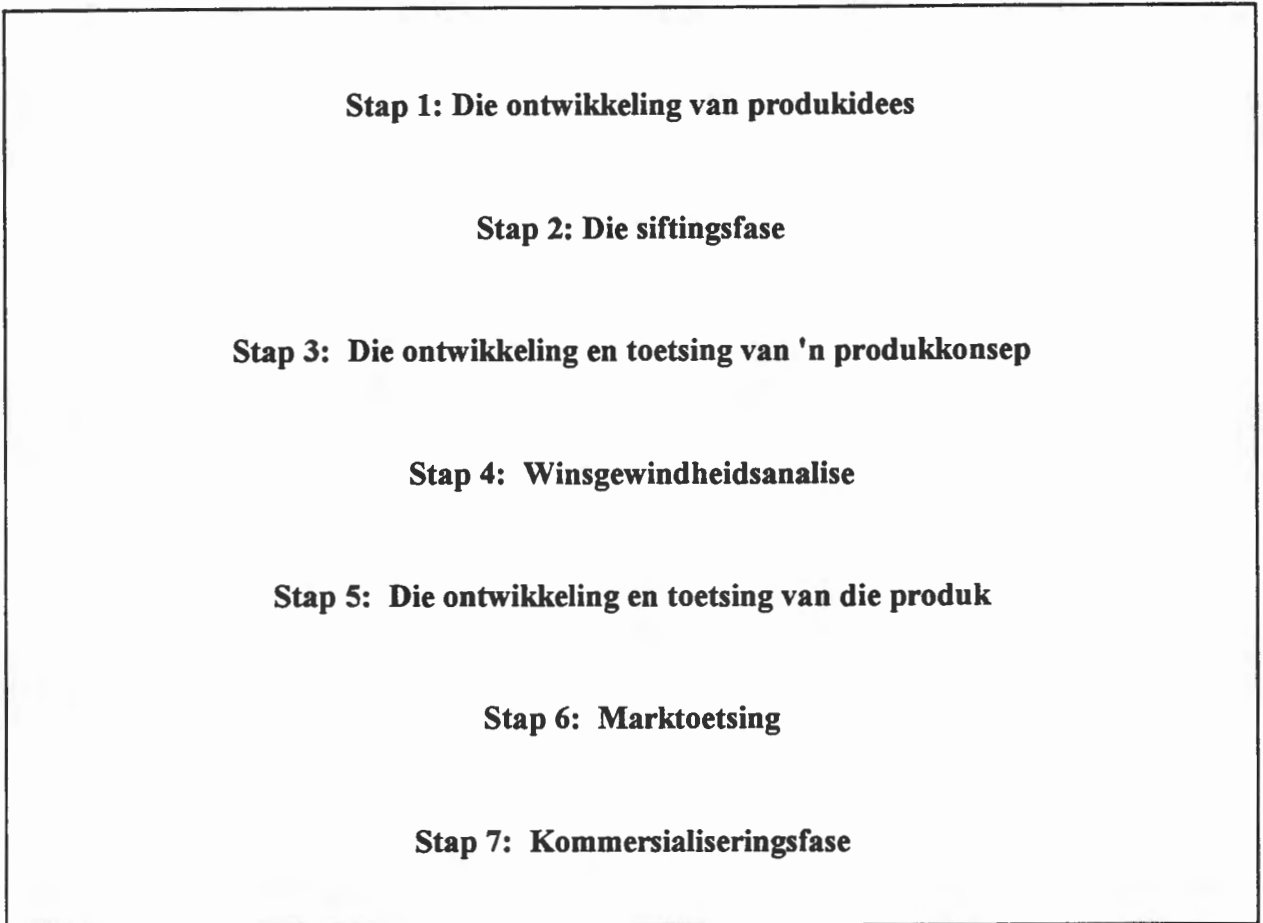 Stap 1: Die ontwikkeling van produkidees
Stap 2: Die siftingsfase
Stap 3: Die ontwikkeling en toetsing van 'n produkkonsep
Stap 4: Winsgewindheidsanalise
Stap 5: Die ontwikkeling en toetsing van die produk
Stap 6: Marktoetsing
Stap 7: Kommersialiseringsfase